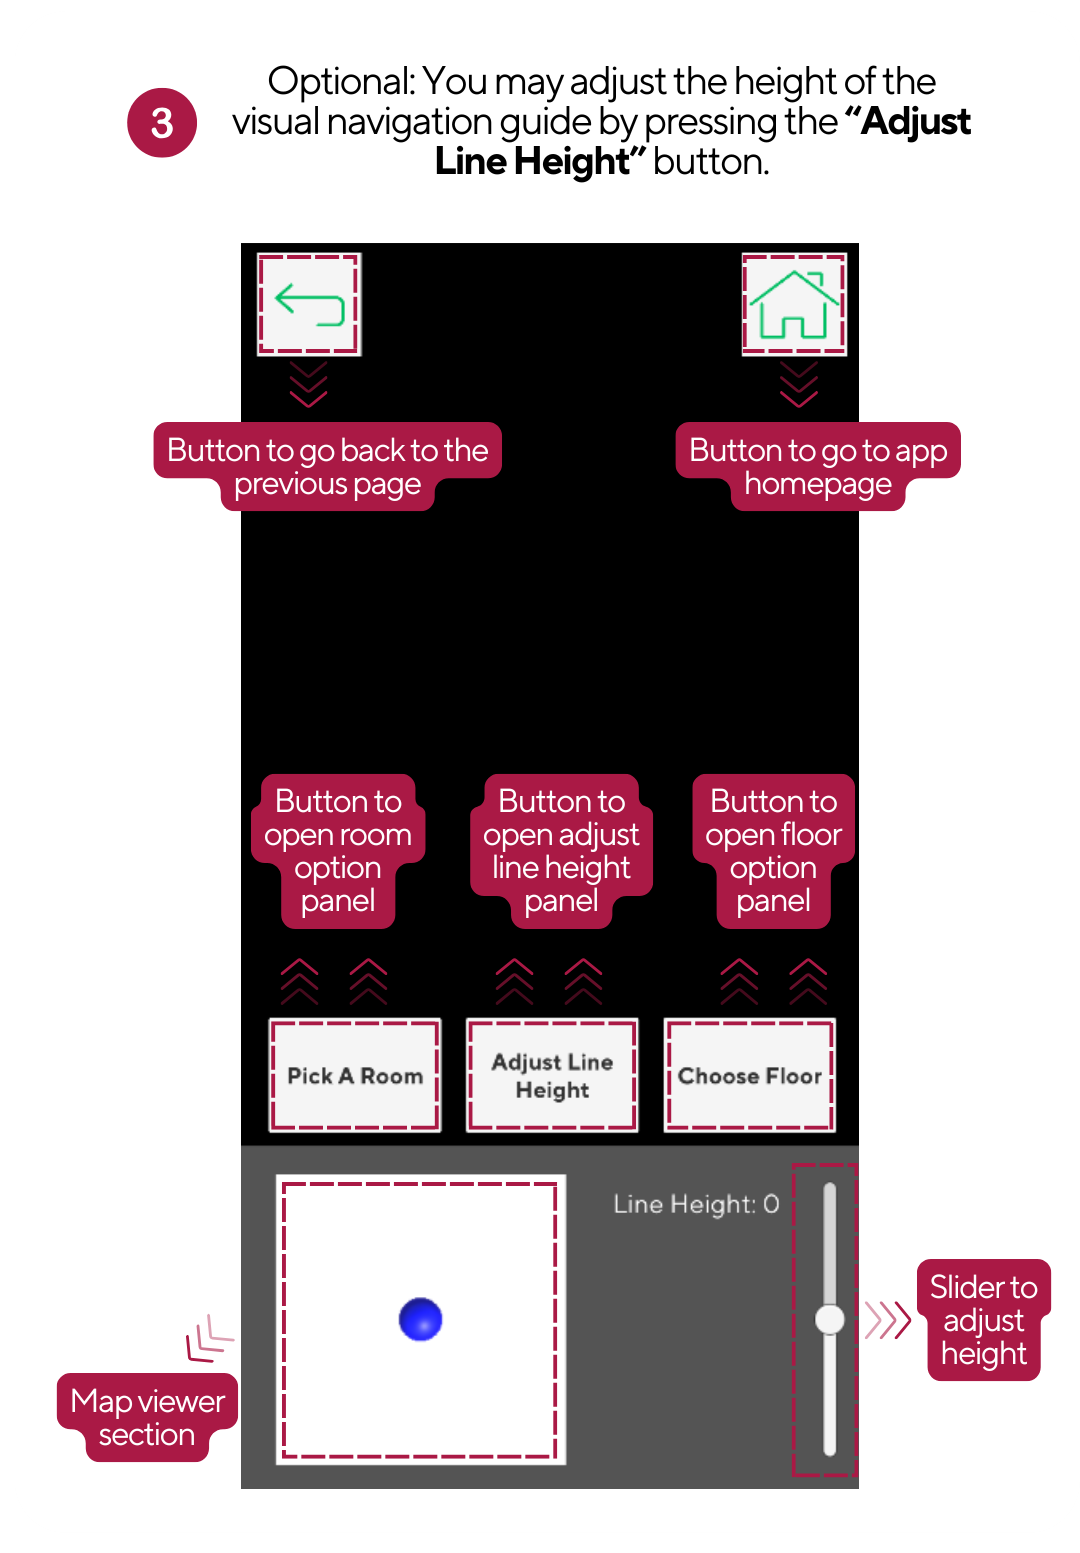 3
Optional: You may adjust the height of the
visual navigation guide by pressing the “Adjust
Line Height” button.
Button to go back to the
previous page
Button to go to app
homepage
Button to
open room
option
panel
Button to
open adjust
line height
panel
Button to
open floor
option
panel
Pick A Room
Adjust Line
Height
Choose Floor
Line Height: 0
Slider to
adjust
height
Map viewer
section